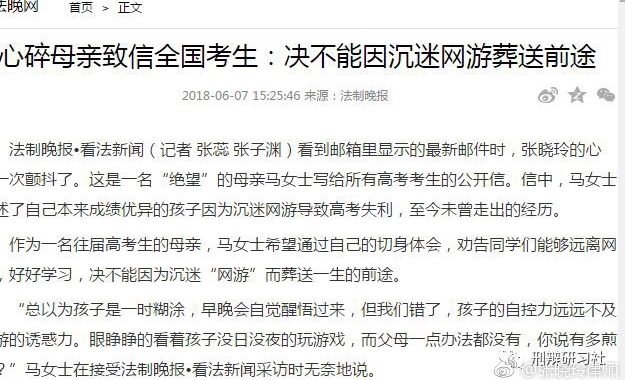 法晚网 首页 > 正文
心碎母亲致信全国考生：决不能因沉迷网游葬送前途
2018-06-07 15:25:46 来源：法制晚报
法制晚报•看法新闻（记者 张蕊 张子渊）看到邮箱里显示的最新邮件时，张晓玲的心
一次颤抖了。这是一名“绝望”的母亲马女士写给所有高考考生的公开信。信中，马女士
述了自己本来成绩优异的孩子因为沉迷网游导致高考失利，至今未曾走出的经历。
作为一名往届高考生的母亲，马女士希望通过自己的切身体会，劝告同学们能够远离网
，好好学习，决不能因为沉迷“网游”而葬送一生的前途。
“总以为孩子是一时糊涂，早晚会自觉醒悟过来，但我们错了，孩子的自控力远远不及
游的诱惑力。眼睁睁的看着孩子没日没夜的玩游戏，而父母一点办法都没有，你说有多煎
？”马女士在接受法制晚报•看法新闻采访时无奈地说。
刑辩研习社
@张晓玲律师